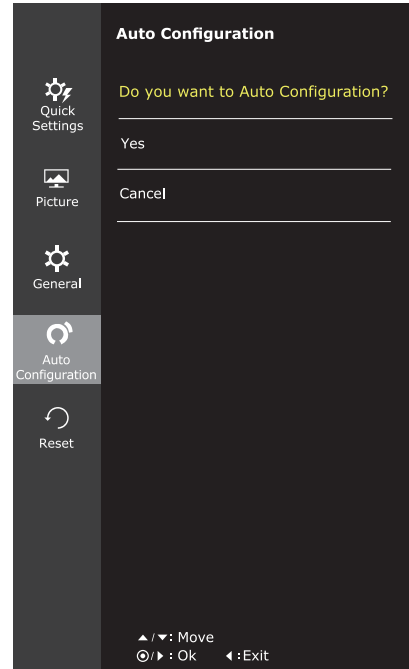 Auto Configuration
Do you want to Auto Configuration?
Yes
Cancel
Quick
Settings
Picture
General
Auto
Configuration
Reset
▲/▼: Move
⊙/▶ : Ok ◀ :Exit